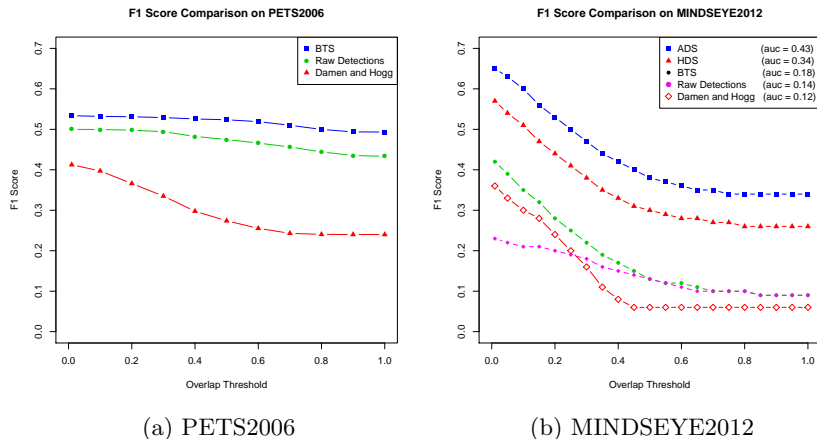 F1 Score Comparison on PETS2006
F1 Score
0.7
0.6
0.5
0.4
0.3
0.2
0.1
0.0
BTS
Raw Detections
Damen and Hogg
0.0 0.2 0.4 0.6 0.8 1.0
Overlap Threshold
(a) PETS2006
F1 Score Comparison on MINDSEYE2012
F1 Score
0.7
0.6
0.5
0.4
0.3
0.2
0.1
0.0
ADS (auc = 0.43)
HDS (auc = 0.34)
BTS (auc = 0.18)
Raw Detections (auc = 0.14)
Damen and Hogg (auc = 0.12)
0.0 0.2 0.4 0.6 0.8 1.0
Overlap Threshold
(b) MINDSEYE2012